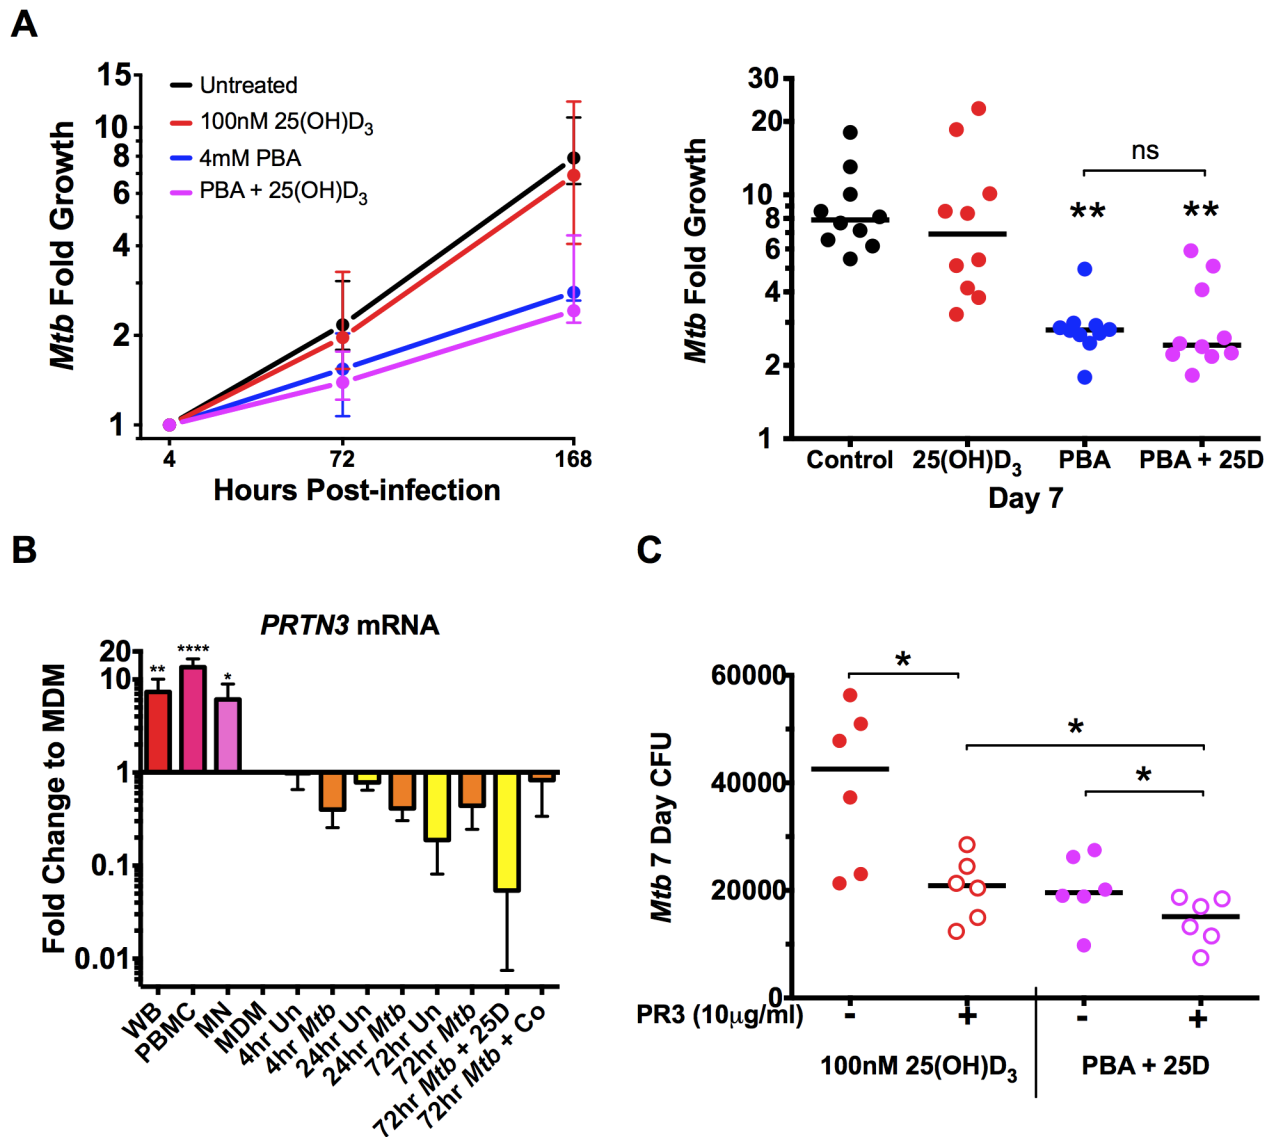 A
15
10
8
6
4
2
1
Mtb Fold Growth
Untreated
100nM 25(OH)D3
4mM PBA
PBA + 25(OH)D3
4 72 168
Hours Post-infection
30
20
10
8
6
4
2
1
Mtb Fold Growth
ns
** **
Control 25(OH)D3 PBA PBA + 25D
Day 7
B
PRTN3 mRNA
20
10
1
0.1
0.01
Fold Change to MDM
** **** *
WB
PBMC
MN
MDM
4hr Un
4hr Mtb
24hr Un
24hr Mtb
72hr Un
72hr Mtb
72hr Mtb + 25D
72hr Mtb + Co
C
60000
40000
20000
0
Mtb 7 Day CFU
*
*
*
PR3 (10μg/ml) - + - +
100nM 25(OH)D3 PBA + 25D